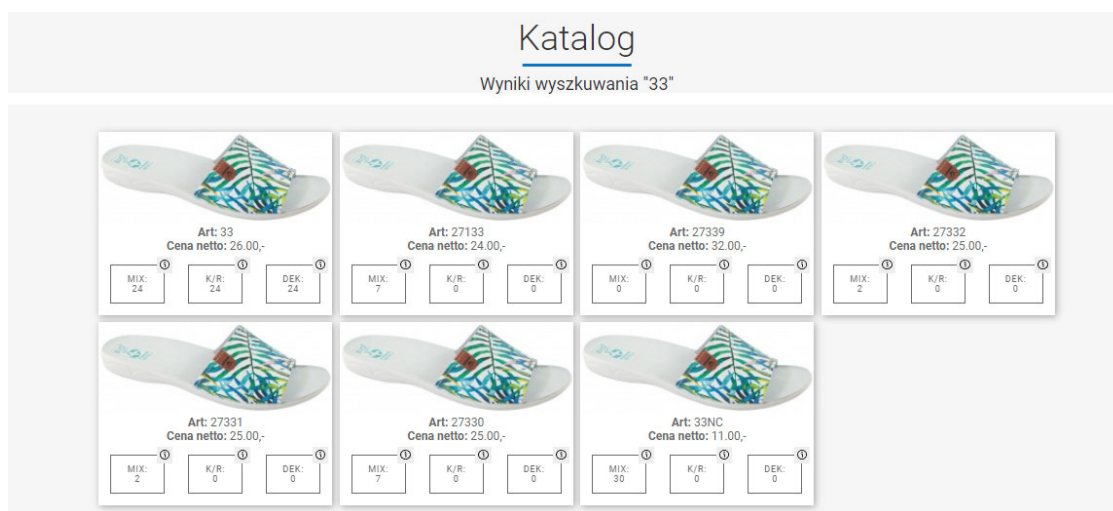 Katalog
Wyniki wyszkuwania "33"
Art: 33
Cena netto: 26.00,-
MIX: K/R: DEK:
24 24 24
Art: 27133
Cena netto: 24.00,-
MIX: K/R: DEK:
7 0 0
Art: 27339
Cena netto: 32.00,-
MIX: K/R: DEK:
0 0 0
Art: 27332
Cena netto: 25.00,-
MIX: K/R: DEK:
2 0 0
Art: 27331
Cena netto: 25.00,-
MIX: K/R: DEK:
2 0 0
Art: 27330
Cena netto: 25.00,-
MIX: K/R: DEK:
7 0 0
Art: 33NC
Cena netto: 11.00,-
MIX: K/R: DEK:
30 0 0